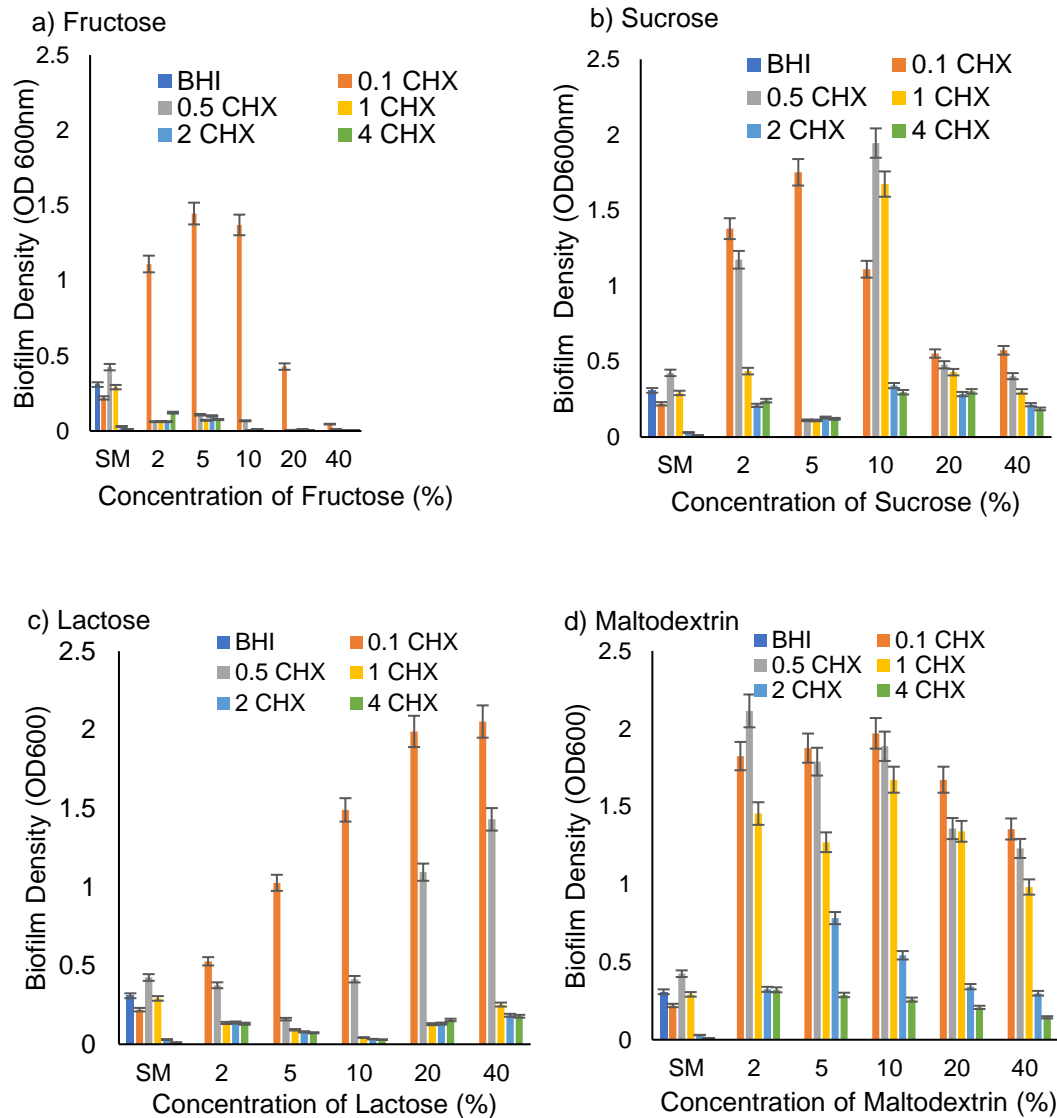 a) Fructose
2.5
2
1.5
1
0.5
0
BHI 0.1 CHX
0.5 CHX 1 CHX
2 CHX 4 CHX
Biofilm Density (OD 600nm)
SM 2 5 10 20 40
Concentration of Fructose (%)
b) Sucrose
2.5
2
1.5
1
0.5
0
BHI 0.1 CHX
0.5 CHX 1 CHX
2 CHX 4 CHX
Biofilm Density (OD600nm)
SM 2 5 10 20 40
Concentration of Sucrose (%)
c) Lactose
2.5
2
1.5
1
0.5
0
BHI 0.1 CHX
0.5 CHX 1 CHX
2 CHX 4 CHX
Biofilm Density (OD600)
SM 2 5 10 20 40
Concentration of Lactose (%)
d) Maltodextrin
2.5
2
1.5
1
0.5
0
BHI 0.1 CHX
0.5 CHX 1 CHX
2 CHX 4 CHX
Biofilm Density (OD600)
SM 2 5 10 20 40
Concentration of Maltodextrin (%)